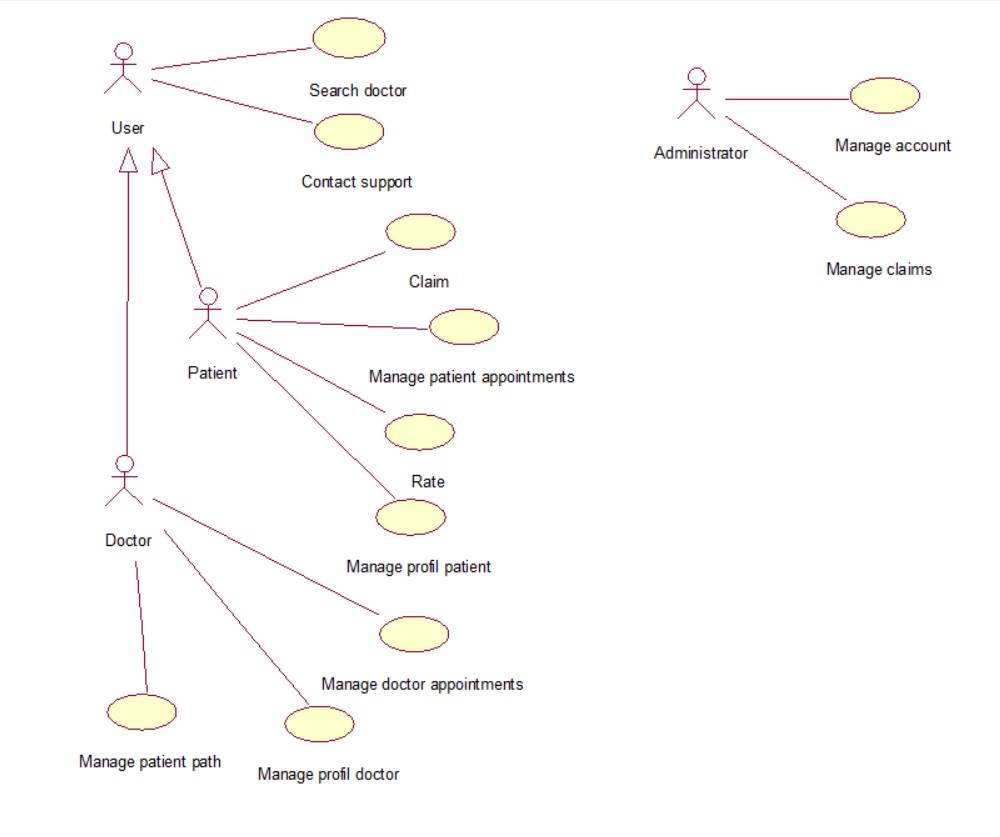 Search doctor
User
Contact support
Administrator
Manage account
Manage claims
Claim
Patient
Manage patient appointments
Rate
Doctor
Manage profil patient
Manage doctor appointments
Manage patient path
Manage profil doctor